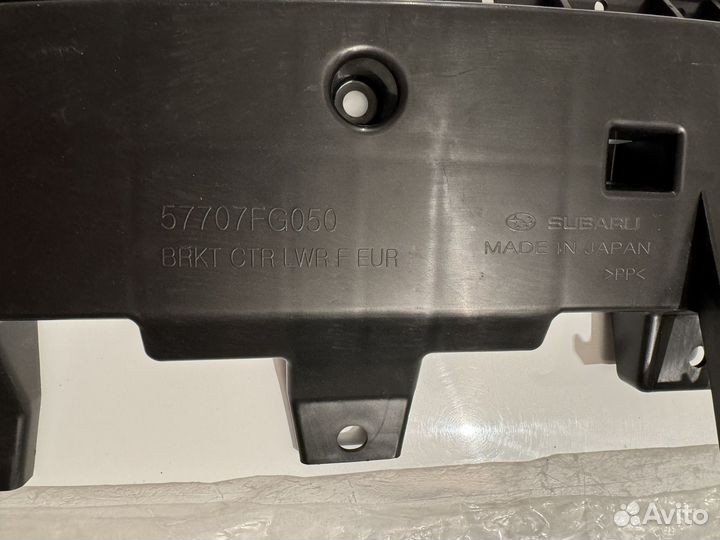 57707FG050
BRKT CTR LWR F EUR
SUBARU
MADE IN JAPAN
>PP<
Avito